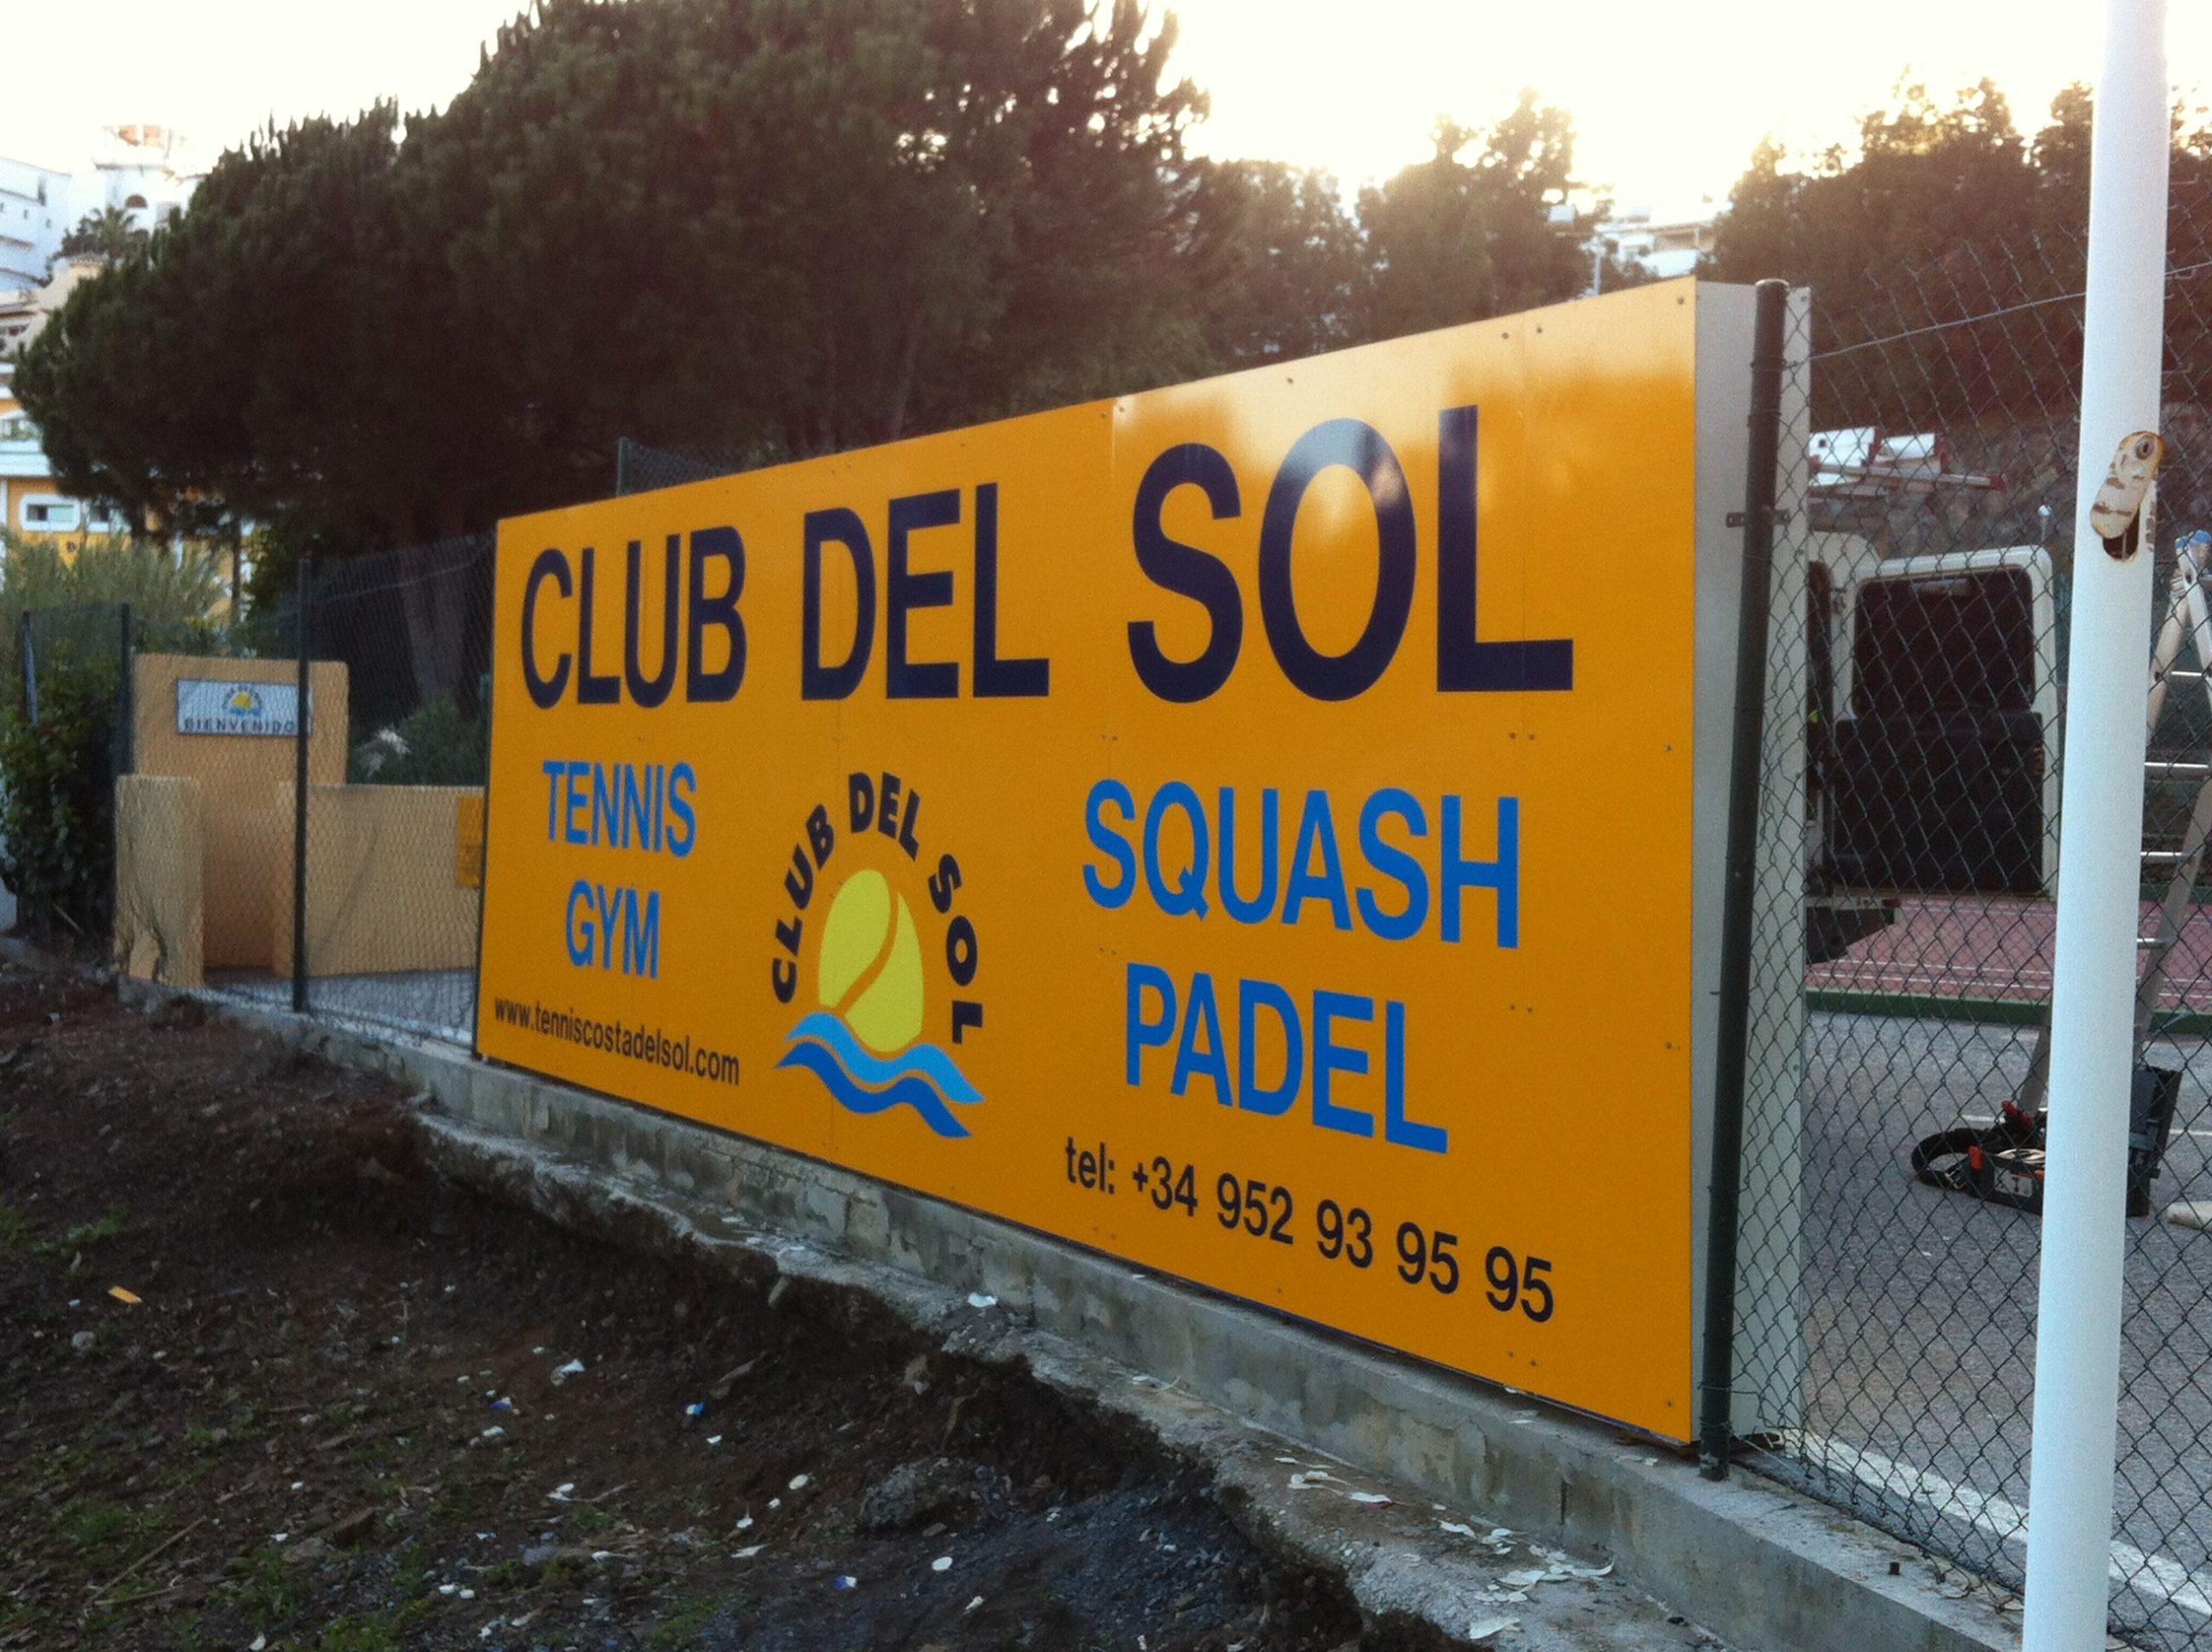 CLUB DEL SOL
TENNIS
GYM
www.tenniscostadelsol.com
CLUB DEL SOL
SQUASH
PADEL
tel: +34 952 93 95 95
BIENVENIDO